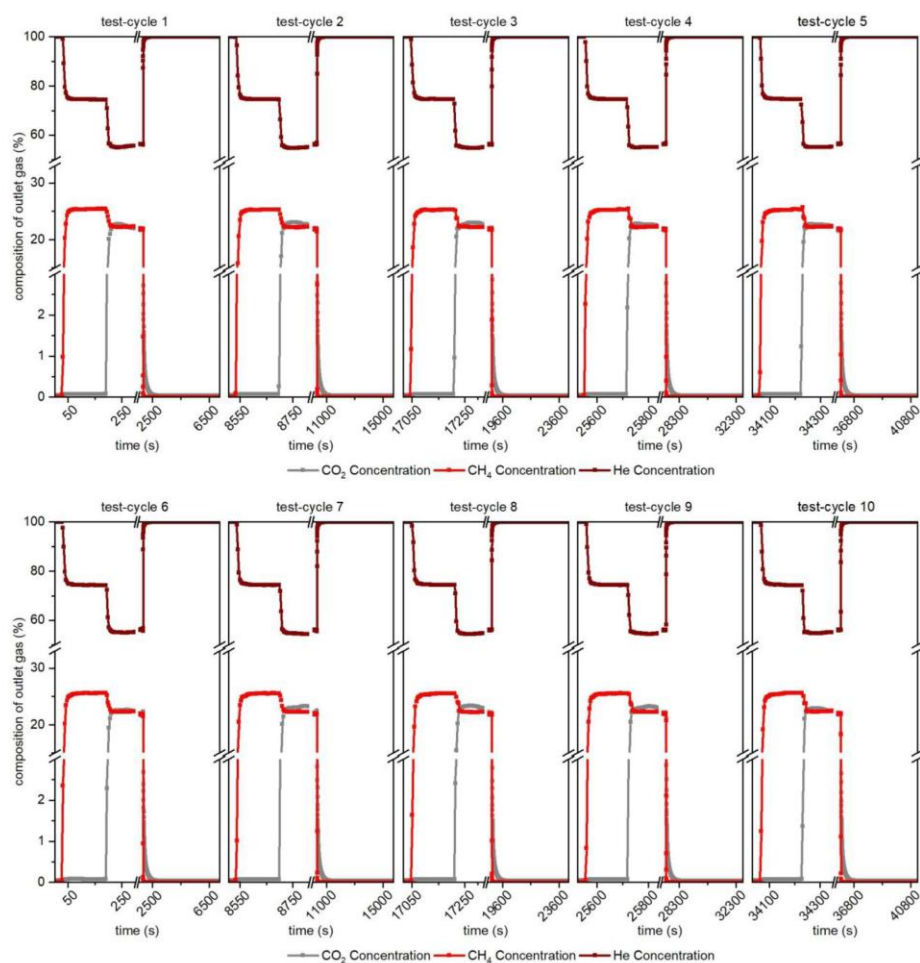 test-cycle 1 test-cycle 2 test-cycle 3 test-cycle 4 test-cycle 5
composition of outlet gas (%)
100
80
60
30
20
2
1
0
50 250 2500 6500 8550 8750 11000 15000 17050 17250 19600 23600 25600 25800 28800 32200 34100 34300 36800 40800
time (s) time (s) time (s) time (s) time (s)
CO2 Concentration CH4 Concentration He Concentration
test-cycle 6 test-cycle 7 test-cycle 8 test-cycle 9 test-cycle 10
composition of outlet gas (%)
100
80
60
30
20
2
1
0
50 250 2500 6500 8550 8750 11000 15000 17050 17250 19600 23600 25600 25800 28800 32200 34100 34300 36800 40800
time (s) time (s) time (s) time (s) time (s)
CO2 Concentration CH4 Concentration He Concentration